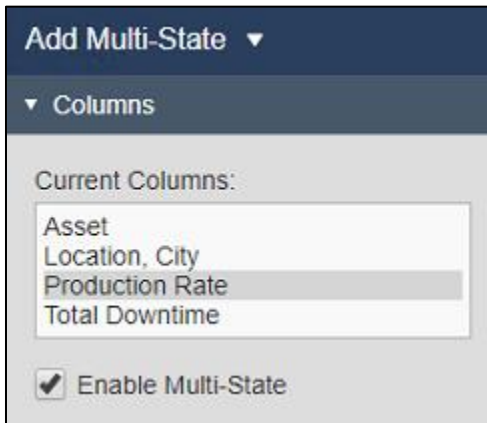 Add Multi-State
Columns
Current Columns:
Asset
Location, City
Production Rate
Total Downtime
Enable Multi-State